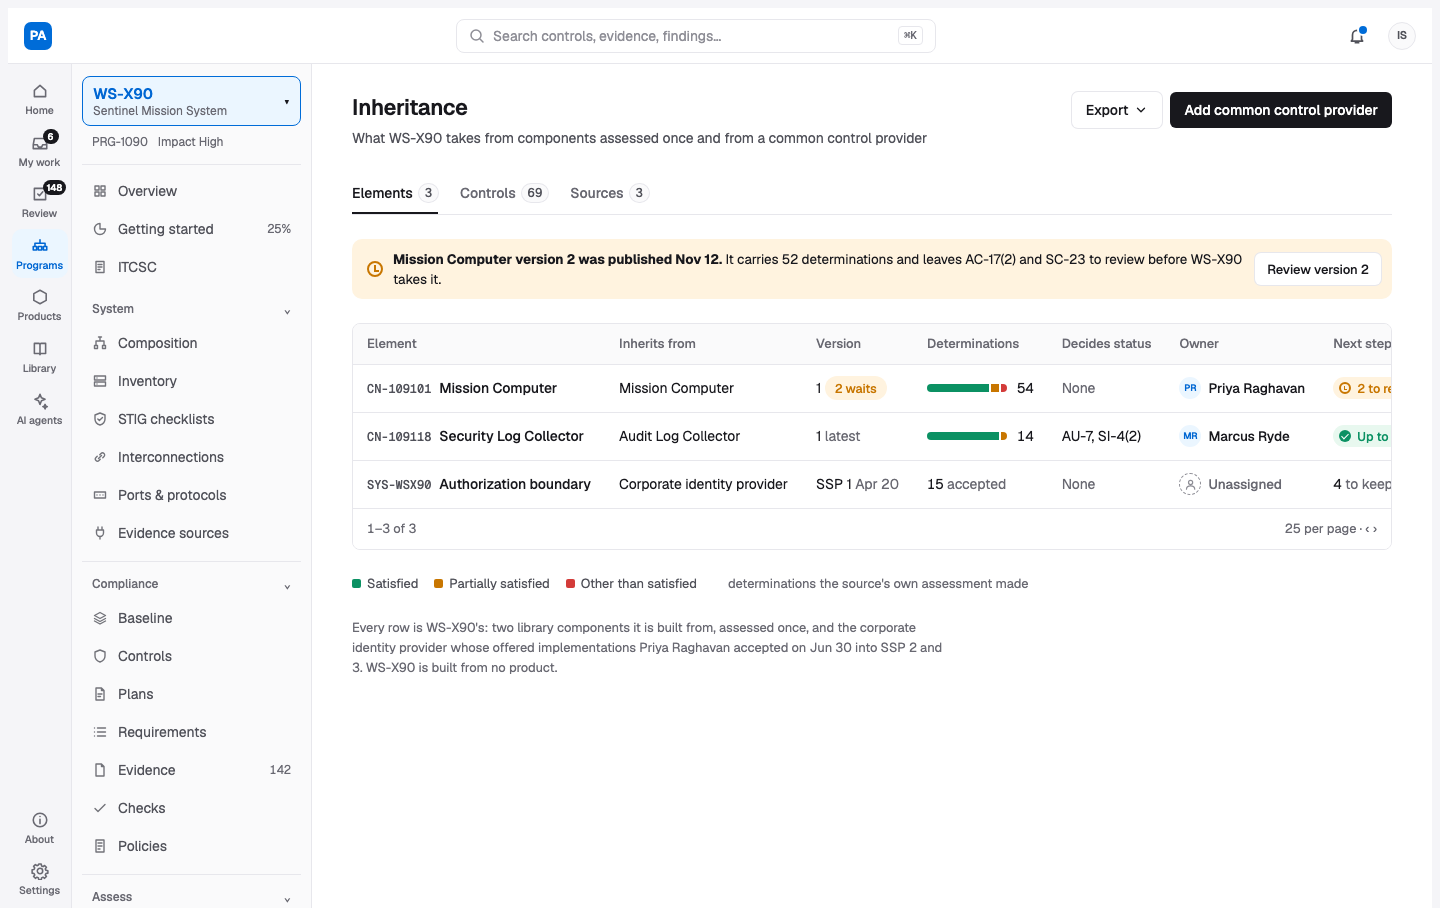 PA
Search controls, evidence, findings...
⌘K
IS
Home
6
My work
148
Review
Programs
Products
Library
AI agents
About
Settings
WS-X90
Sentinel Mission System
PRG-1090 Impact High
Overview
Getting started 25%
ITCSC
System
Composition
Inventory
STIG checklists
Interconnections
Ports & protocols
Evidence sources
Compliance
Baseline
Controls
Plans
Requirements
Evidence 142
Checks
Policies
Assess
Inheritance
What WS-X90 takes from components assessed once and from a common control provider
Export
Add common control provider
Elements 3 Controls 69 Sources 3
Mission Computer version 2 was published Nov 12. It carries 52 determinations and leaves AC-17(2) and SC-23 to review before WS-X90
takes it.
Review version 2
Element Inherits from Version Determinations Decides status Owner Next step
CN-109101 Mission Computer Mission Computer 1 2 waits 54 None PR Priya Raghavan 2 to re
CN-109118 Security Log Collector Audit Log Collector 1 latest 14 AU-7, SI-4(2) MR Marcus Ryde Up to
SYS-WSX90 Authorization boundary Corporate identity provider SSP 1 Apr 20 15 accepted None Unassigned 4 to keep
1–3 of 3 25 per page · ‹ ›
Satisfied Partially satisfied Other than satisfied determinations the source's own assessment made
Every row is WS-X90's: two library components it is built from, assessed once, and the corporate
identity provider whose offered implementations Priya Raghavan accepted on Jun 30 into SSP 2 and
3. WS-X90 is built from no product.